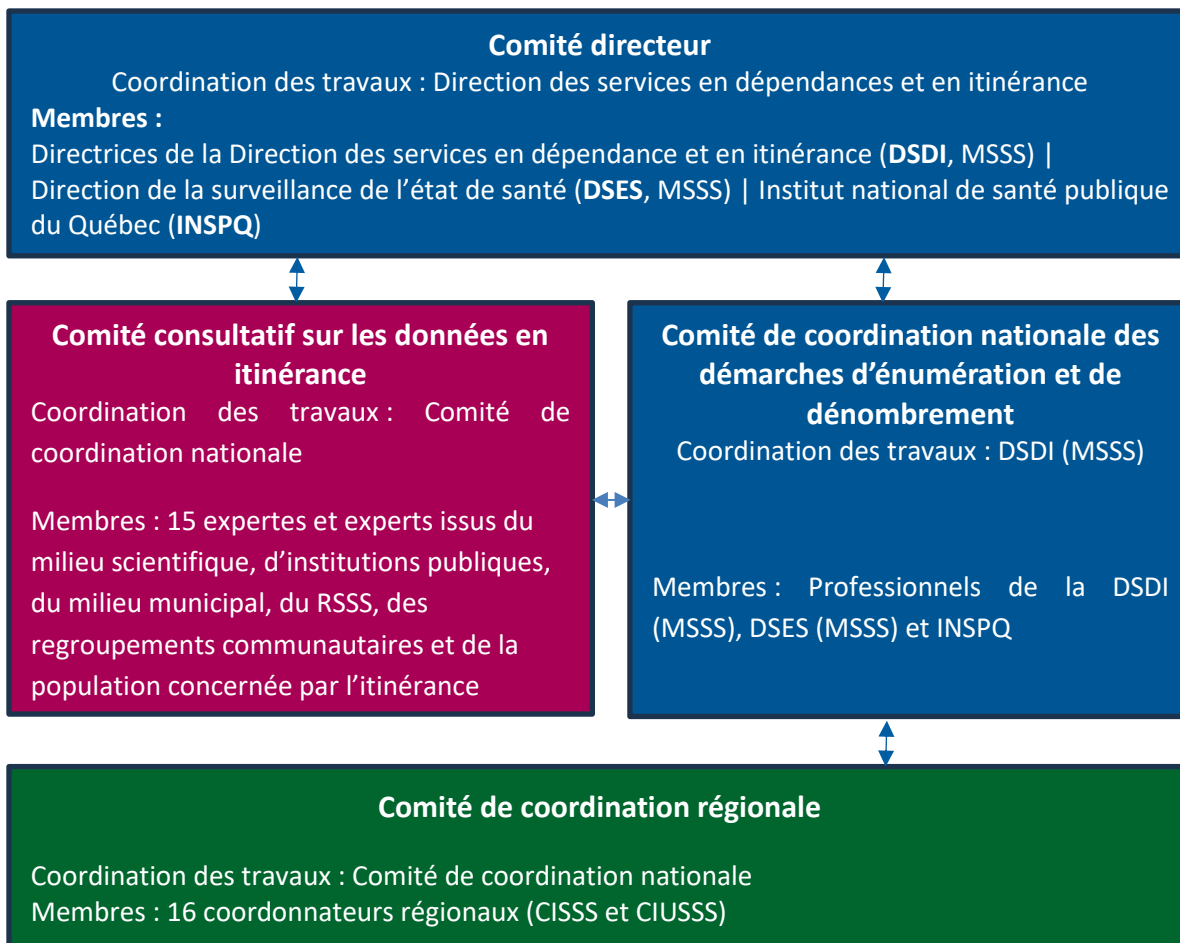 Comité directeur
Coordination des travaux : Direction des services en dépendances et en itinérance
Membres :
Directrices de la Direction des services en dépendance et en itinérance (DSDI, MSSS) |
Direction de la surveillance de l’état de santé (DSES, MSSS) | Institut national de santé publique
du Québec (INSPQ)
Comité consultatif sur les données en
itinérance
Coordination des travaux : Comité de
coordination nationale
Membres : 15 expertes et experts issus du
milieu scientifique, d’institutions publiques,
du milieu municipal, du RSSS, des
regroupements communautaires et de la
population concernée par l’itinérance
Comité de coordination nationale des
démarches d’énumération et de
dénombrement
Coordination des travaux : DSDI (MSSS)
Membres : Professionnels de la DSDI
(MSSS), DSES (MSSS) et INSPQ
Comité de coordination régionale
Coordination des travaux : Comité de coordination nationale
Membres : 16 coordonnateurs régionaux (CISSS et CIUSSS)